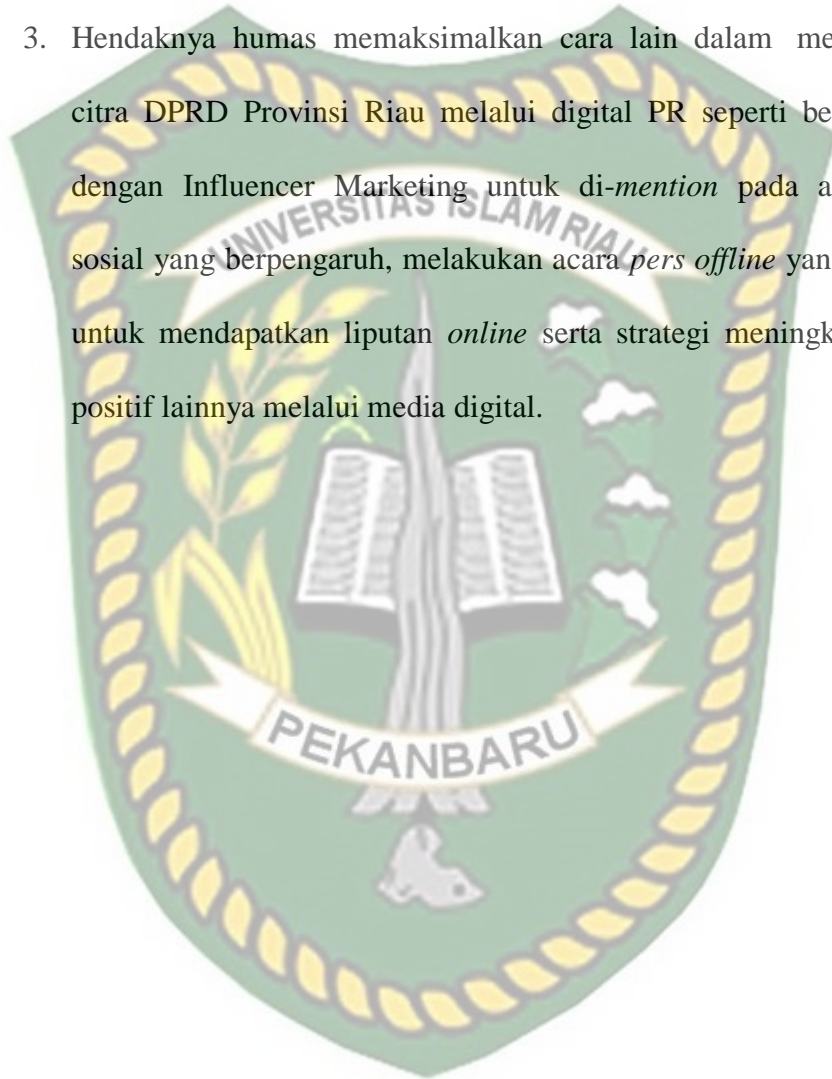 3. Hendaknya humas memaksimalkan cara lain dalam me
citra DPRD Provinsi Riau melalui digital PR seperti be
dengan Influencer Marketing untuk di-mention pada a
UNIVERSITAS ISLAM RIAU
sosial yang berpengaruh, melakukan acara pers offline yan
untuk mendapatkan liputan online serta strategi meningk
positif lainnya melalui media digital.
PEKANBARU